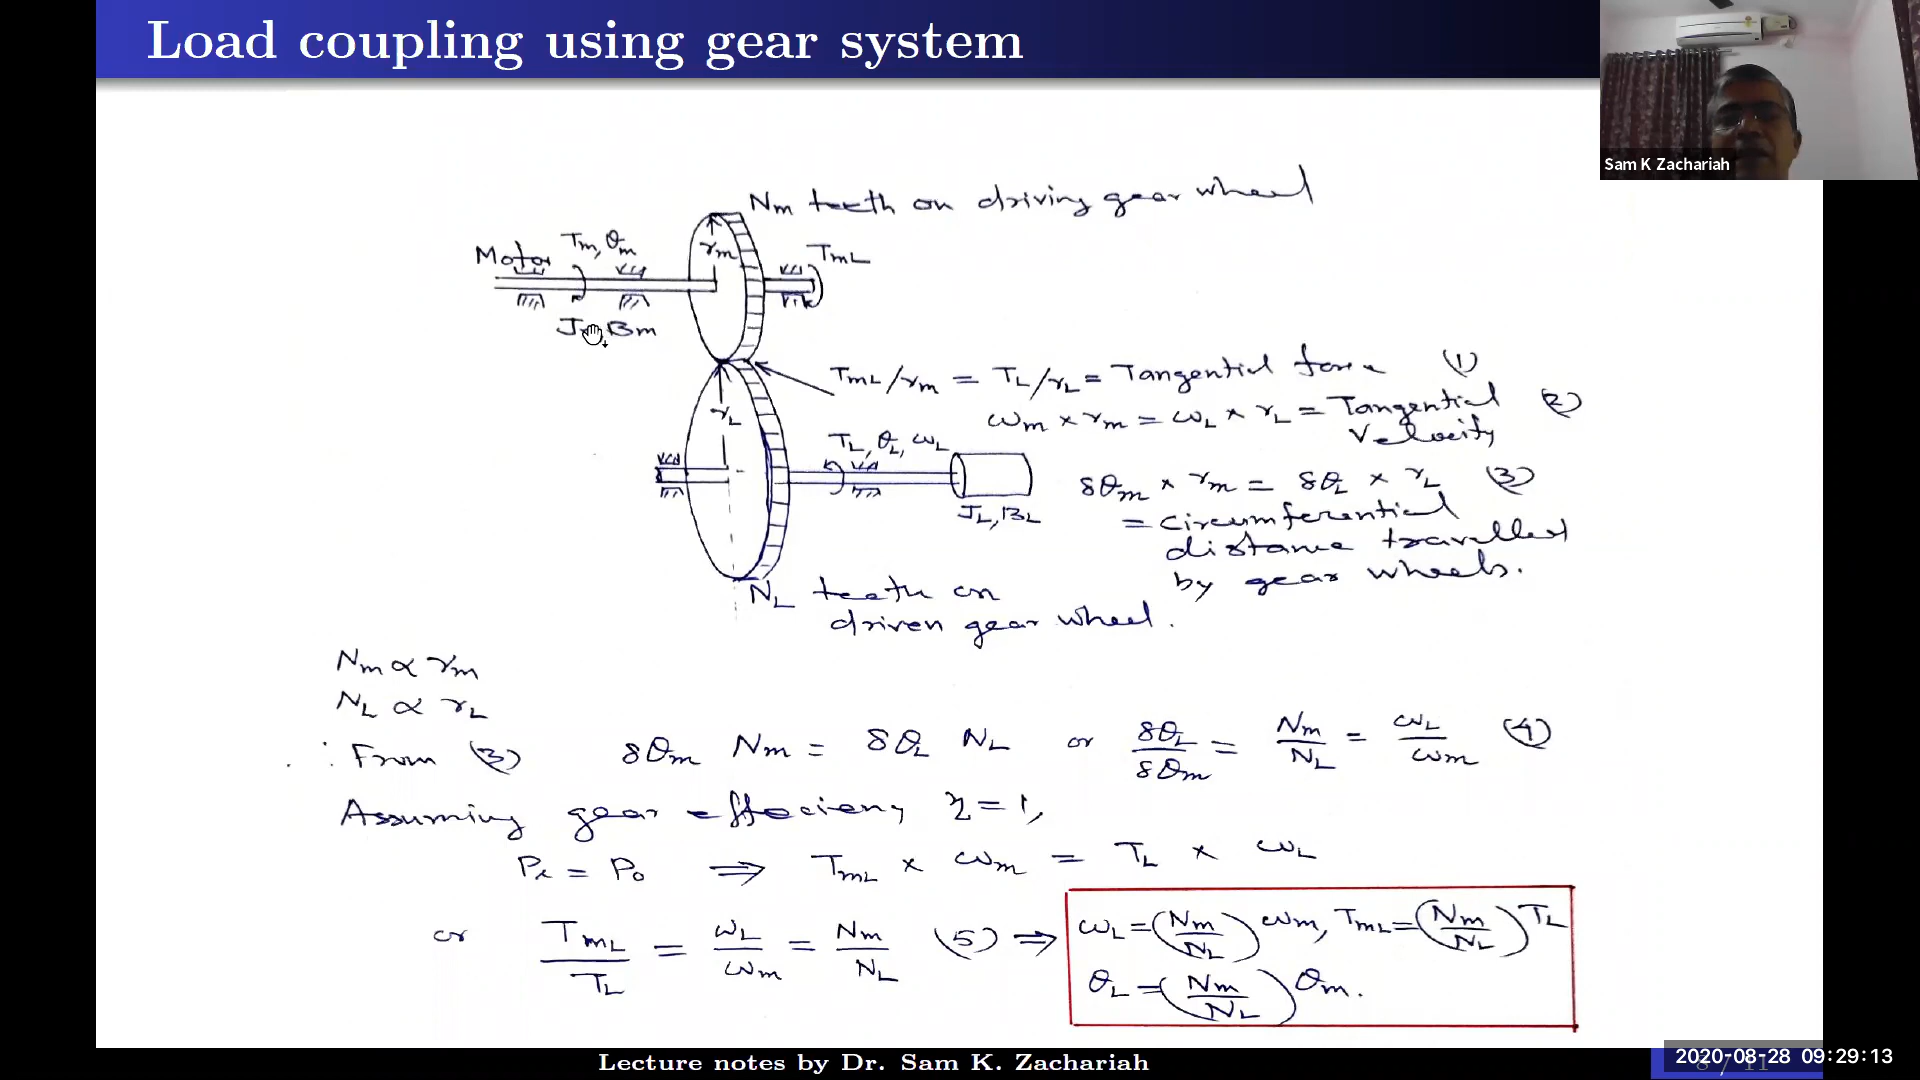 Load coupling using gear system
Sam K Zachariah
Nm teeth on driving gear wheel
Motor
Tm, θm
rm
TmL
Bm
TmL/rm = TL/rL = Tangential force (1)
ωm × rm = ωL × rL = Tangential Velocity (2)
rL
TL, θL, ωL
JL, BL
δθm × rm = δθL × rL (3)
= circumferential
distance travelled
by gear wheels.
NL teeth on
driven gear wheel.
Nm ∝ rm
NL ∝ rL
∴ From (3) δθm Nm = δθL NL or δθL/δθm = Nm/NL = ωL/ωm (4)
Assuming gear efficiency η = 1,
Pi = Po ⇒ TmL × ωm = TL × ωL
or TmL/TL = ωL/ωm = Nm/NL (5) ⇒
ωL = (Nm/NL) ωm, TmL = (Nm/NL) TL
θL = (Nm/NL) θm.
Lecture notes by Dr. Sam K. Zachariah
2020-08-28 09:29:13